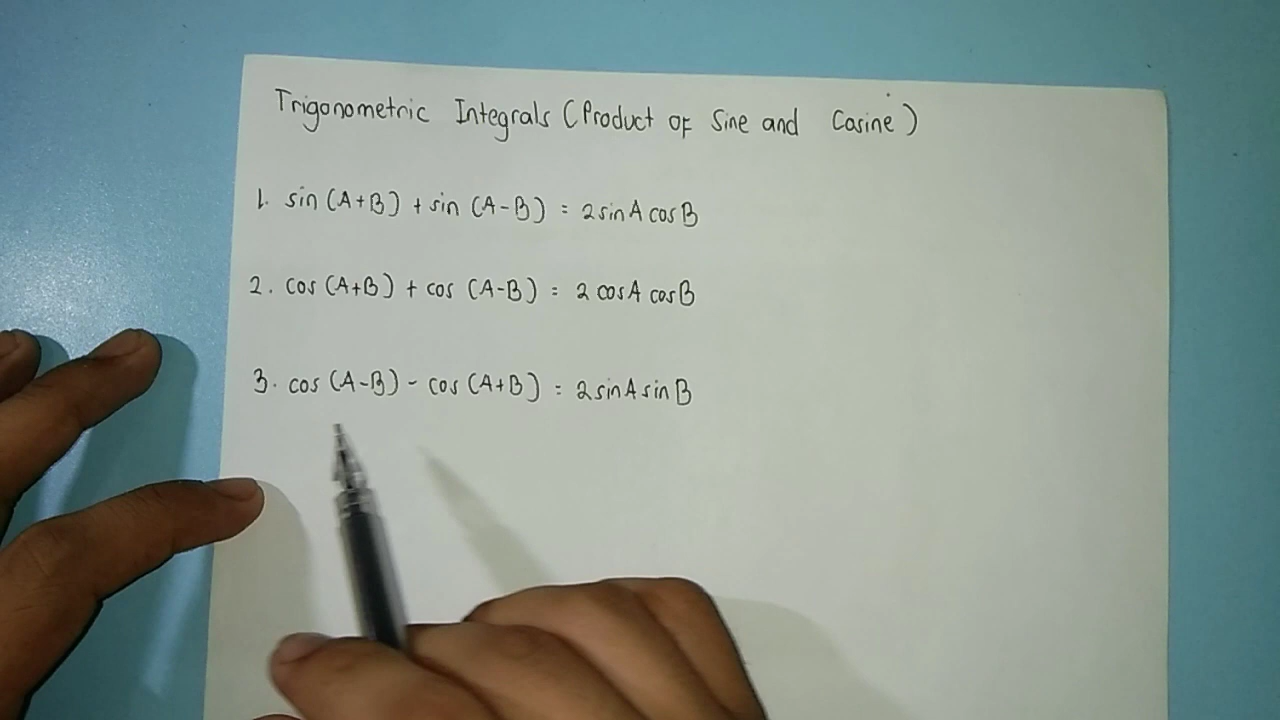 Trigonometric Integrals (Product of Sine and Cosine)
1. sin (A+B) + sin (A-B) = 2 sin A cos B
2. cos (A+B) + cos (A-B) = 2 cos A cos B
3. cos (A-B) - cos (A+B) = 2 sin A sin B